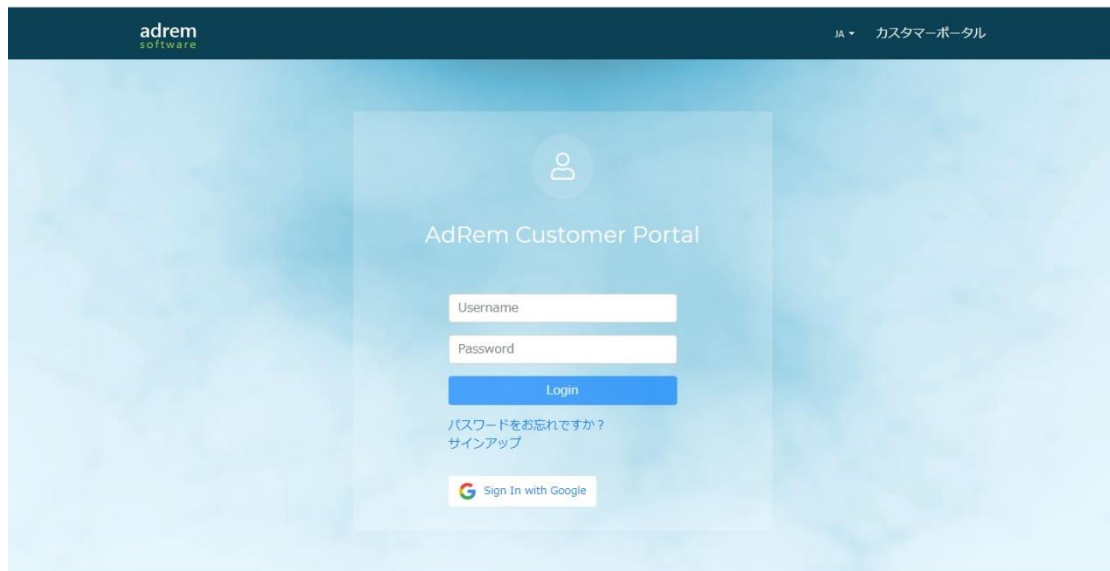 adrem
software
JA カスタマーポータル
AdRem Customer Portal
Username
Password
Login
パスワードをお忘れですか？
サインアップ
Sign In with Google